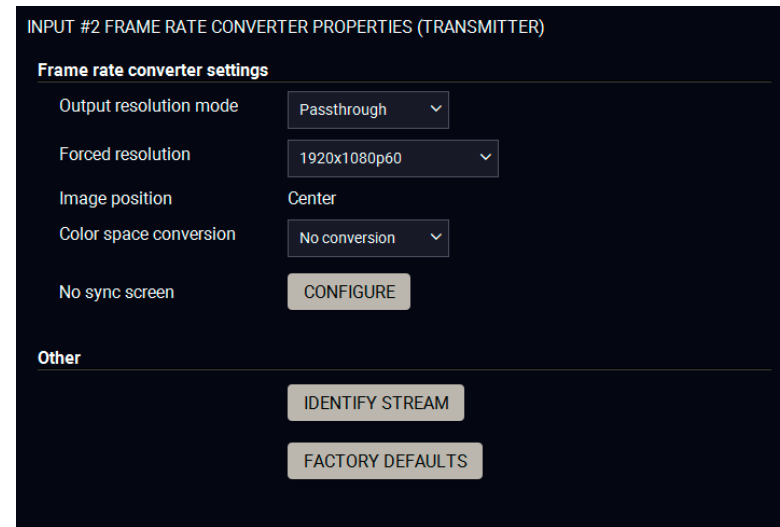 INPUT #2 FRAME RATE CONVERTER PROPERTIES (TRANSMITTER)
Frame rate converter settings
Output resolution mode Passthrough
Forced resolution 1920x1080p60
Image position Center
Color space conversion No conversion
No sync screen CONFIGURE
Other
IDENTIFY STREAM
FACTORY DEFAULTS